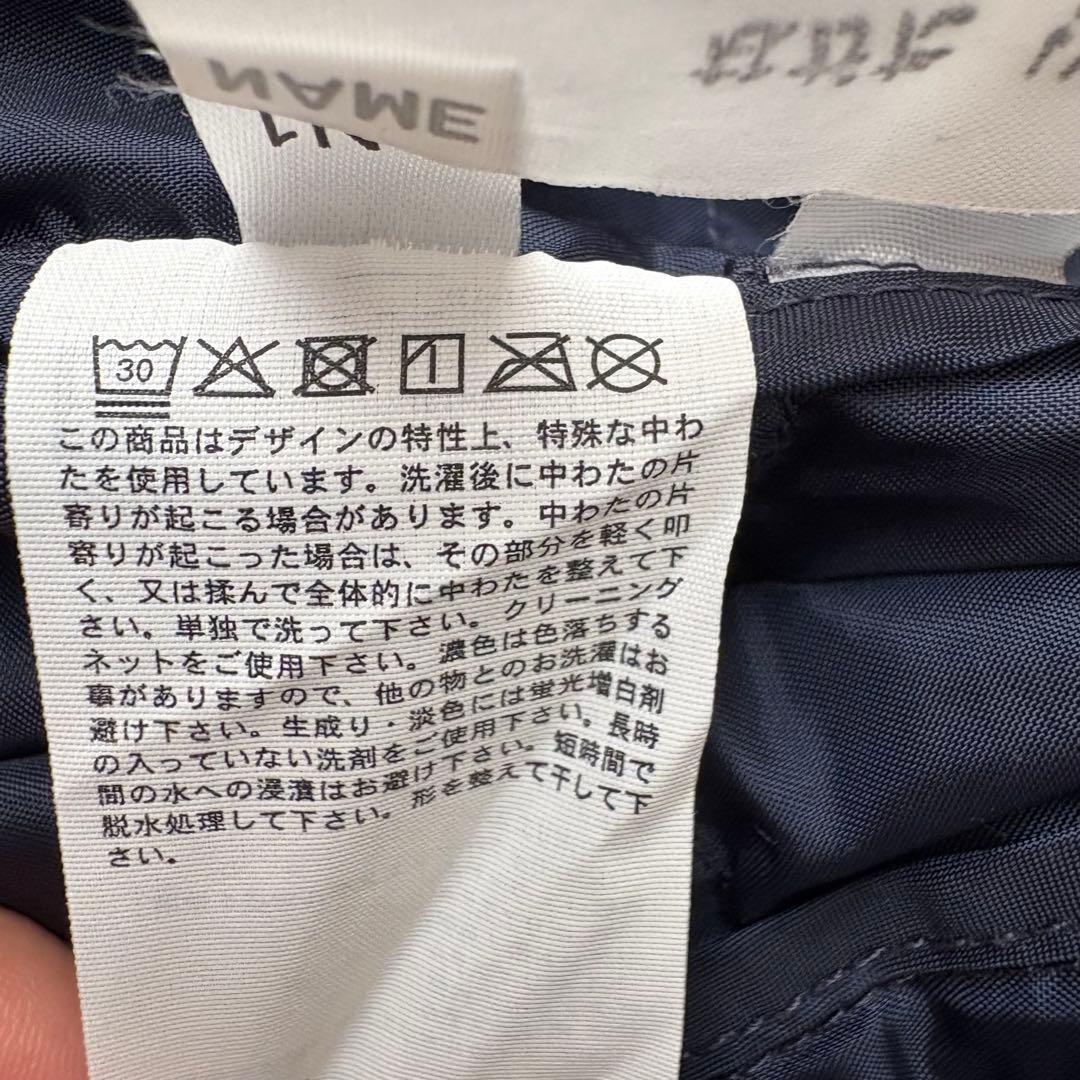 NAME
30
1
この商品はデザインの特性上、特殊な中わ
たを使用しています。洗濯後に中わたの片
寄りが起こる場合があります。中わたの片
寄りが起こった場合は、その部分を軽く叩
く、又は揉んで全体的に中わたを整えて下
さい。単独で洗って下さい。クリーニング
ネットをご使用下さい。濃色は色落ちする
事がありますので、他の物とのお洗濯はお
避け下さい。生成り・淡色には蛍光増白剤
の入っていない洗剤をご使用下さい。長時
間の水への浸漬はお避け下さい。短時間で
脱水処理して下さい。形を整えて干して下
さい。